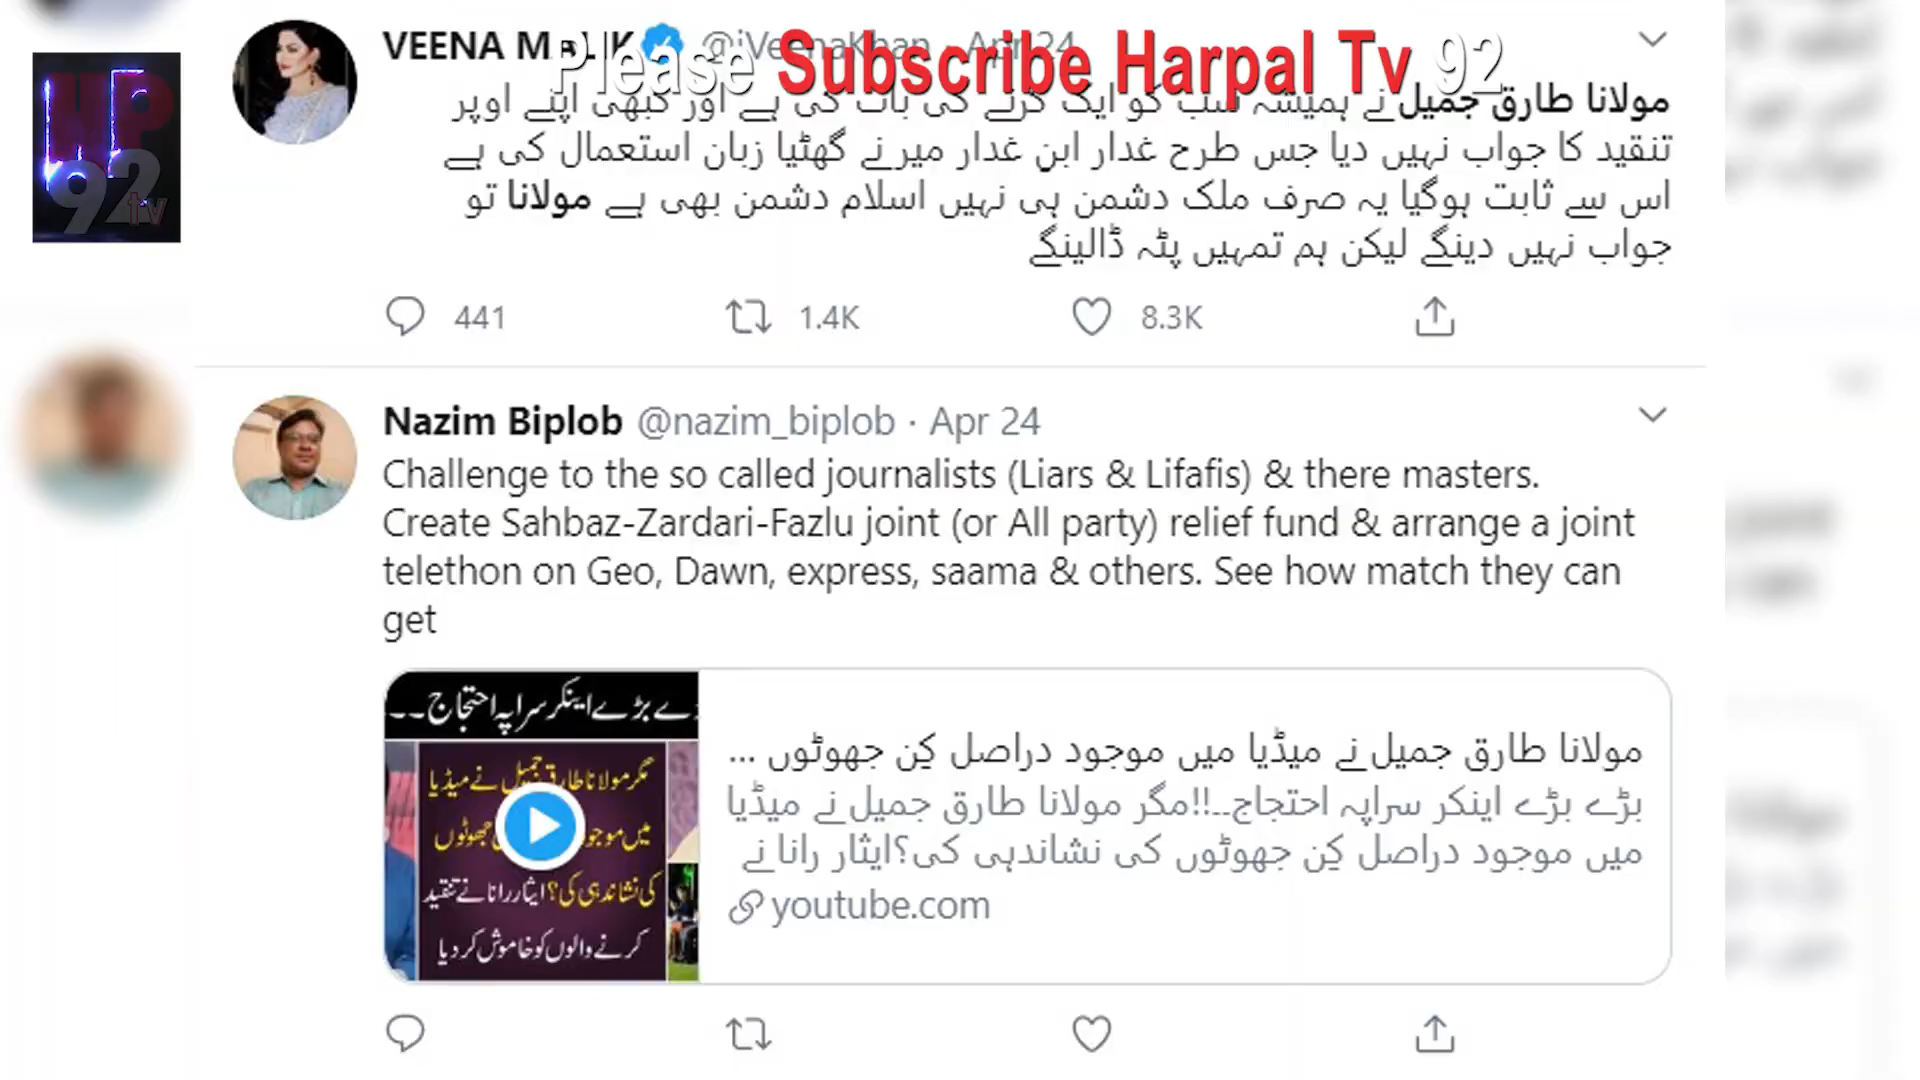 VEENA MALIK @iVeenaKhan · Apr 24
Please Subscribe Harpal Tv 92
HP
92
tv
مولانا طارق جمیل نے ہمیشہ سب کو ایک کرنے کی بات کی ہے اور کبھی اپنے اوپر
تنقید کا جواب نہیں دیا جس طرح غدار ابنِ غدار میر نے گھٹیا زبان استعمال کی ہے
اس سے ثابت ہوگیا یہ صرف ملک دشمن ہی نہیں اسلام دشمن بھی ہے مولانا تو
جواب نہیں دینگے لیکن ہم تمہیں پٹہ ڈالینگے
441 1.4K 8.3K
Nazim Biplob @nazim_biplob · Apr 24
Challenge to the so called journalists (Liars & Lifafis) & there masters.
Create Sahbaz-Zardari-Fazlu joint (or All party) relief fund & arrange a joint
telethon on Geo, Dawn, express, saama & others. See how match they can
get
بڑے اینکر سراپہ احتجاج۔۔
مگر مولانا طارق جمیل نے میڈیا
میں جھوٹوں
کی نشاندہی کی؟ ایثار رانا نے تنقید
کرنے والوں کو خاموش کر دیا
مولانا طارق جمیل نے میڈیا میں موجود دراصل کِن جھوٹوں ...
بڑے بڑے اینکر سراپہ احتجاج۔۔!!مگر مولانا طارق جمیل نے میڈیا
میں موجود دراصل کِن جھوٹوں کی نشاندہی کی؟ایثار رانا نے
youtube.com